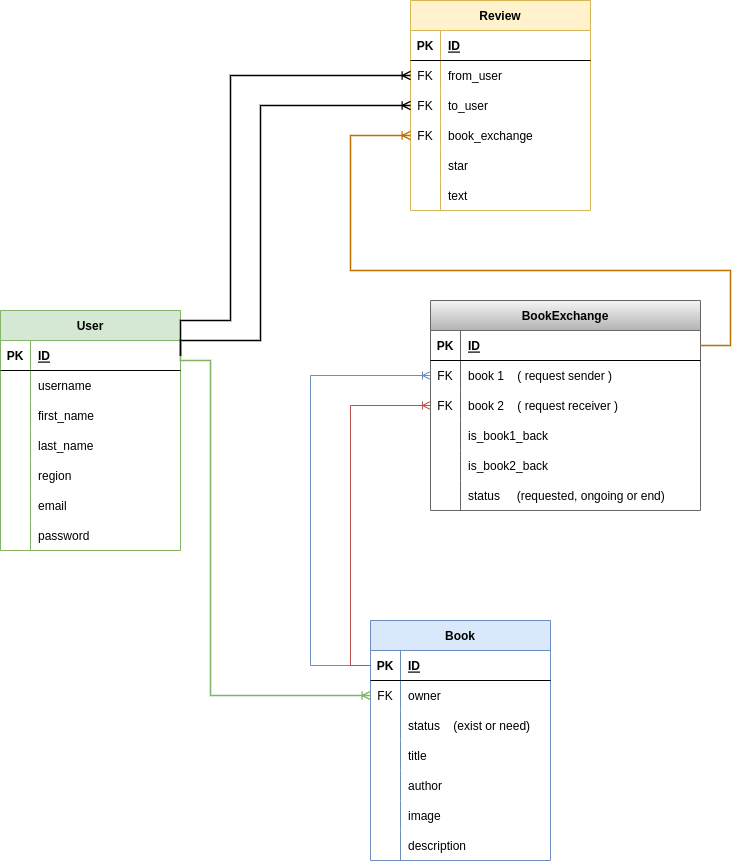 Review
PK ID
FK from_user
FK to_user
FK book_exchange
star
text
User
PK ID
username
first_name
last_name
region
email
password
BookExchange
PK ID
FK book 1 ( request sender )
FK book 2 ( request receiver )
is_book1_back
is_book2_back
status (requested, ongoing or end)
Book
PK ID
FK owner
status (exist or need)
title
author
image
description